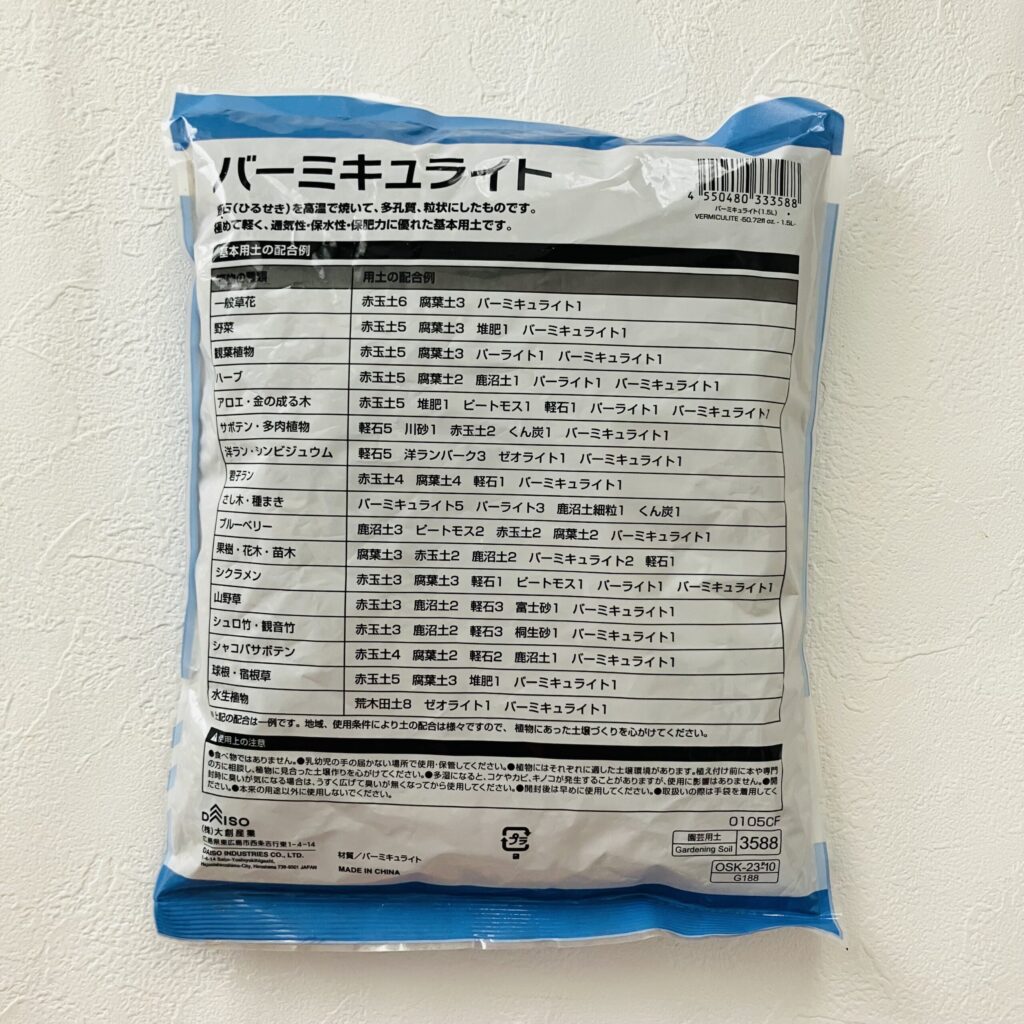 バーミキュライト
4 550480 333588
バーミキュライト(1.5L)
VERMICULITE -50.72fl oz. - 1.5L-
(ひるせき)を高温で焼いて、多孔質、粒状にしたものです。
極めて軽く、通気性・保水性・保肥力に優れた基本用土です。
基本用土の配合例
植物の種類 用土の配合例
一般草花 赤玉土6 腐葉土3 バーミキュライト1
野菜 赤玉土5 腐葉土3 堆肥1 バーミキュライト1
観葉植物 赤玉土5 腐葉土3 パーライト1 バーミキュライト1
ハーブ 赤玉土5 腐葉土2 鹿沼土1 パーライト1 バーミキュライト1
アロエ・金の成る木 赤玉土5 堆肥1 ピートモス1 軽石1 パーライト1 バーミキュライト1
サボテン・多肉植物 軽石5 川砂1 赤玉土2 くん炭1 バーミキュライト1
洋ラン・シンビジュウム 軽石5 洋ランバーク3 ゼオライト1 バーミキュライト1
君子ラン 赤玉土4 腐葉土4 軽石1 バーミキュライト1
さし木・種まき バーミキュライト5 パーライト3 鹿沼土細粒1 くん炭1
ブルーベリー 鹿沼土3 ピートモス2 赤玉土2 腐葉土2 バーミキュライト1
果樹・花木・苗木 腐葉土3 赤玉土2 鹿沼土2 バーミキュライト2 軽石1
シクラメン 赤玉土3 腐葉土3 軽石1 ピートモス1 パーライト1 バーミキュライト1
山野草 赤玉土3 鹿沼土2 軽石3 富士砂1 バーミキュライト1
シュロ竹・観音竹 赤玉土3 鹿沼土2 軽石3 桐生砂1 バーミキュライト1
シャコバサボテン 赤玉土4 腐葉土2 軽石2 鹿沼土1 バーミキュライト1
球根・宿根草 赤玉土5 腐葉土3 堆肥1 バーミキュライト1
水生植物 荒木田土8 ゼオライト1 バーミキュライト1
※上記の配合は一例です。地域、使用条件により土の配合は様々ですので、植物にあった土壌づくりを心がけてください。
使用上の注意
●食べ物ではありません。●乳幼児の手の届かない場所で使用・保管してください。●植物にはそれぞれに適した土壌環境があります。植え付け前に本や専門
の方に相談し、植物に見合った土壌作りを心がけてください。●多湿になると、コケやカビ、キノコが発生することがありますが、使用に影響はありません。●開
封時に臭いが気になる場合は、うすく広げて臭いが無くなってから使用してください。●開封後は早めに使用してください。●取扱いの際は手袋を着用してく
ださい。●本来の用途以外に使用しないでください。
0105CF
DAISO
(株)大創産業
広島県東広島市西条吉行東1-4-14
DAISO INDUSTRIES CO., LTD.
1-4-14 Saijo-Yoshiyukihigashi,
Higashihiroshima-City, Hiroshima 739-8501 JAPAN
プラ
材質/バーミキュライト
MADE IN CHINA
園芸用土
Gardening Soil
3588
OSK-23 10
G188